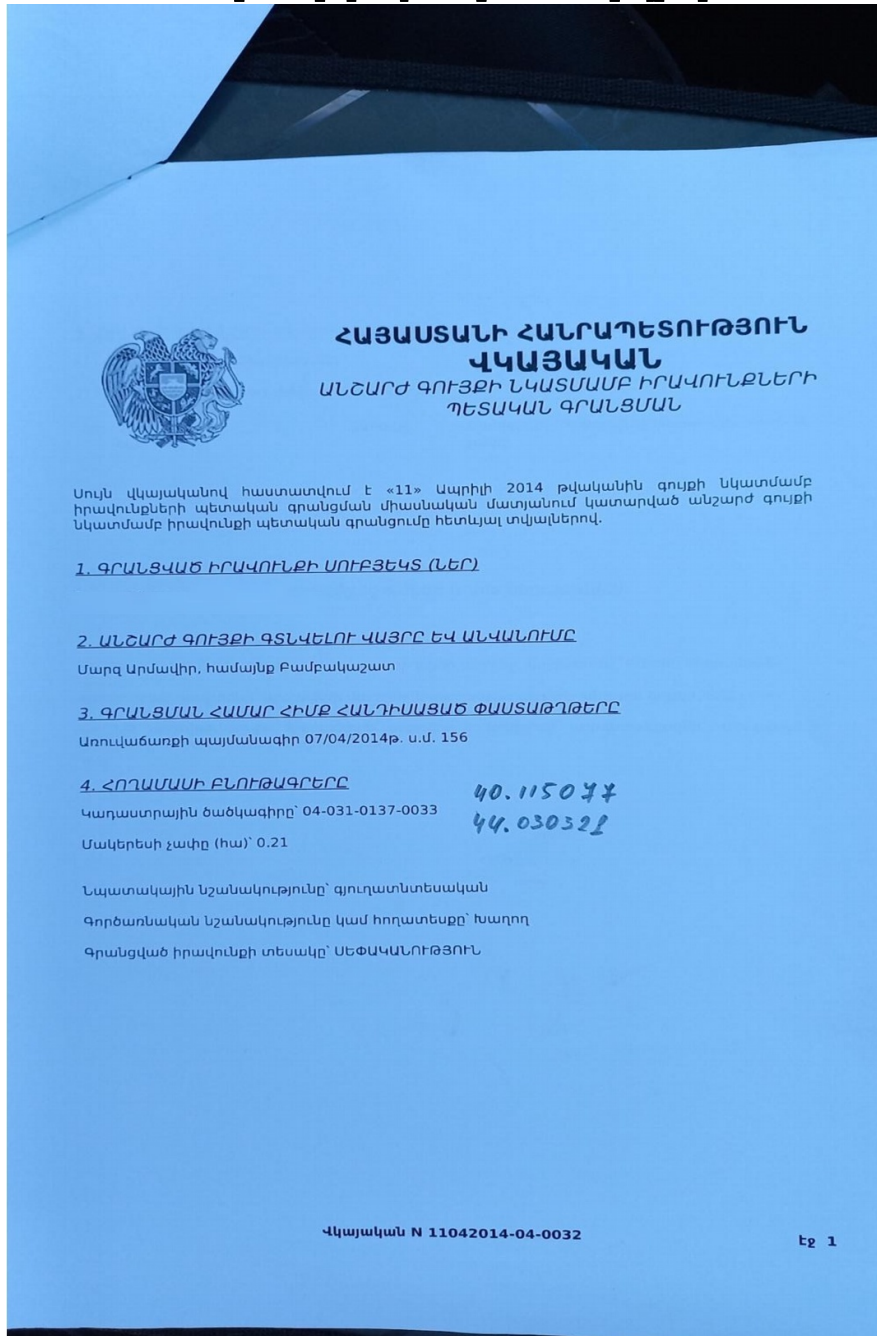 ՀԱՅԱՍՏԱՆԻ ՀԱՆՐԱՊԵՏՈՒԹՅՈՒՆ
ՎԿԱՅԱԿԱՆ
ԱՆՇԱՐԺ ԳՈՒՅՔԻ ՆԿԱՏՄԱՄԲ ԻՐԱՎՈՒՆՔՆԵՐԻ
ՊԵՏԱԿԱՆ ԳՐԱՆՑՄԱՆ
Սույն վկայականով հաստատվում է «11» Ապրիլի 2014 թվականին գույքի նկատմամբ
իրավունքների պետական գրանցման միասնական մատյանում կատարված անշարժ գույքի
նկատմամբ իրավունքի պետական գրանցումը հետևյալ տվյալներով.
1. ԳՐԱՆՑՎԱԾ ԻՐԱՎՈՒՆՔԻ ՍՈՒԲՅԵԿՏ (ՆԵՐ)
2. ԱՆՇԱՐԺ ԳՈՒՅՔԻ ԳՏՆՎԵԼՈՒ ՎԱՅՐԸ ԵՎ ԱՆՎԱՆՈՒՄԸ
Մարզ Արմավիր, համայնք Բամբակաշատ
3. ԳՐԱՆՑՄԱՆ ՀԱՄԱՐ ՀԻՄՔ ՀԱՆԴԻՍԱՑԱԾ ՓԱՍՏԱԹՂԹԵՐԸ
Առուվաճառքի պայմանագիր 07/04/2014թ. ս.մ. 156
4. ՀՈՂԱՄԱՍԻ ԲՆՈՒԹԱԳՐԵՐԸ
40.115077
Կադաստրային ծածկագիրը՝ 04-031-0137-0033
44.030321
Մակերեսի չափը (հա)՝ 0.21
Նպատակային նշանակությունը՝ գյուղատնտեսական
Գործառնական նշանակությունը կամ հողատեսքը՝ Խաղող
Գրանցված իրավունքի տեսակը՝ ՍԵՓԱԿԱՆՈՒԹՅՈՒՆ
Վկայական N 11042014-04-0032
էջ 1